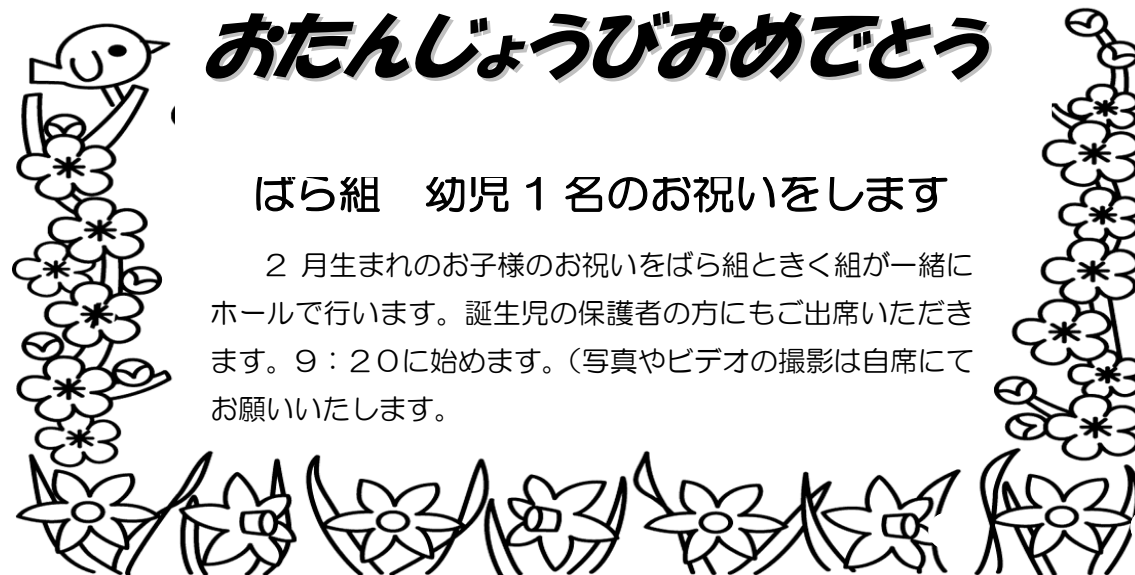 おたんじょうびおめでとう
ばら組　幼児１名のお祝いをします
２ 月生まれのお子様のお祝いをばら組ときく組が一緒に
ホールで行います。誕生児の保護者の方にもご出席いただき
ます。９：２０に始めます。（写真やビデオの撮影は自席にて
お願いいたします。